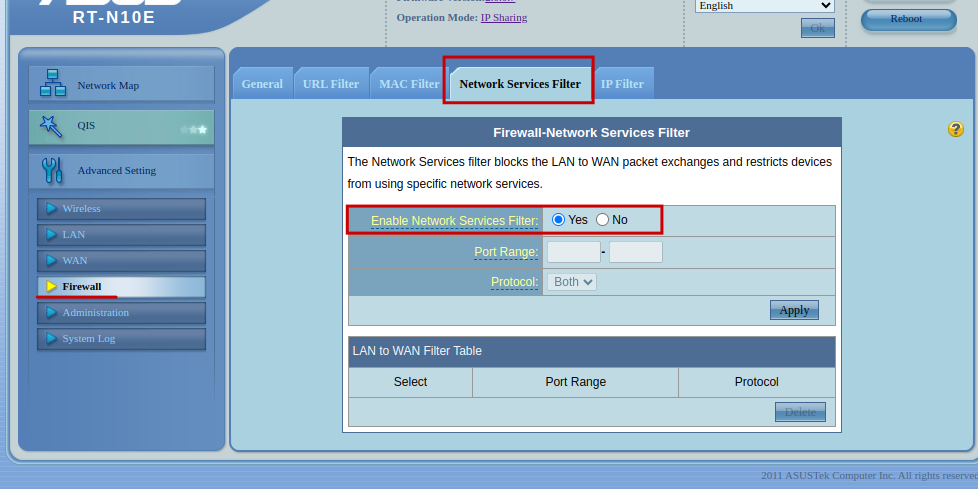 RT-N10E
Operation Mode: IP Sharing
English
Ok
Reboot
Network Map
QIS
Advanced Setting
Wireless
LAN
WAN
Firewall
Administration
System Log
General
URL Filter
MAC Filter
Network Services Filter
IP Filter
Firewall-Network Services Filter
The Network Services filter blocks the LAN to WAN packet exchanges and restricts devices
from using specific network services.
Enable Network Services Filter:
Yes
No
Port Range:
-
Protocol:
Both
Apply
LAN to WAN Filter Table
Select
Port Range
Protocol
Delete
2011 ASUSTek Computer Inc. All rights reserved